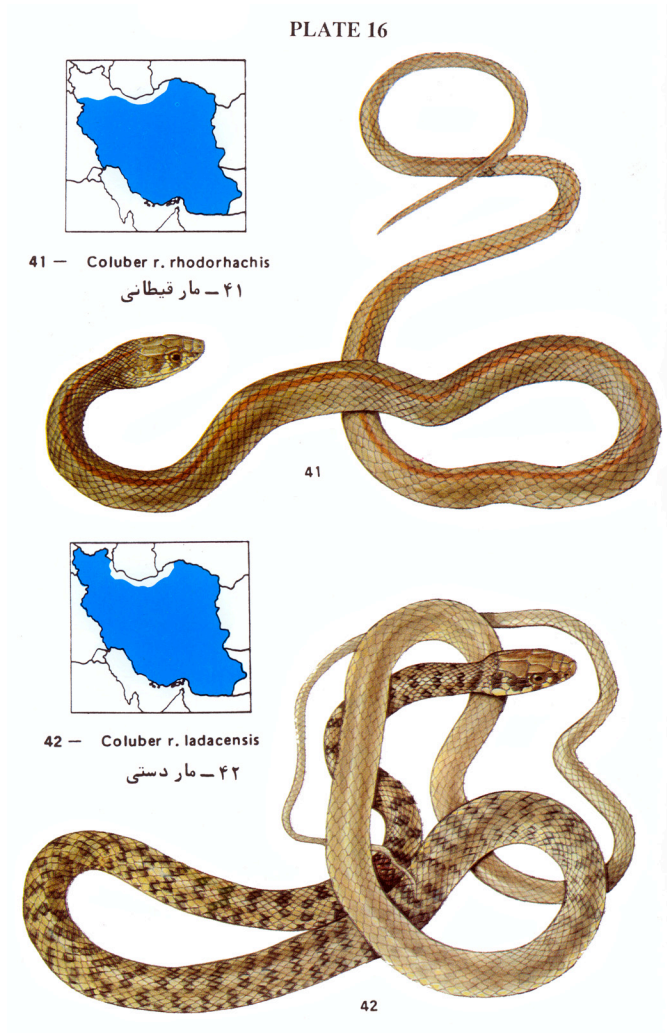 PLATE 16
41 — Coluber r. rhodorhachis
۴۱ – مار قیطانی
41
42 — Coluber r. ladacensis
۴۲ – مار دستی
42